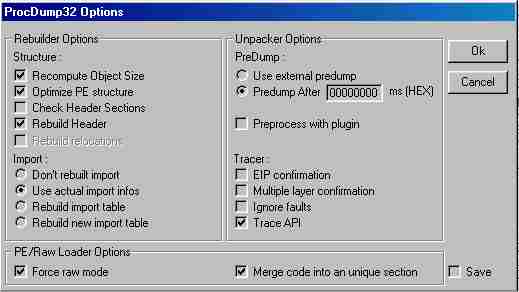 ProcDump32 Options
Rebuilder Options
Structure :
Recompute Object Size
Optimize PE structure
Check Header Sections
Rebuild Header
Rebuild relocations
Import :
Don't rebuilt import
Use actual import infos
Rebuild import table
Rebuild new import table
Unpacker Options
PreDump :
Use external predump
Predump After 00000000 ms (HEX)
Preprocess with plugin
Tracer :
EIP confirmation
Multiple layer confirmation
Ignore faults
Trace API
Ok
Cancel
PE/Raw Loader Options
Force raw mode
Merge code into an unique section
Save